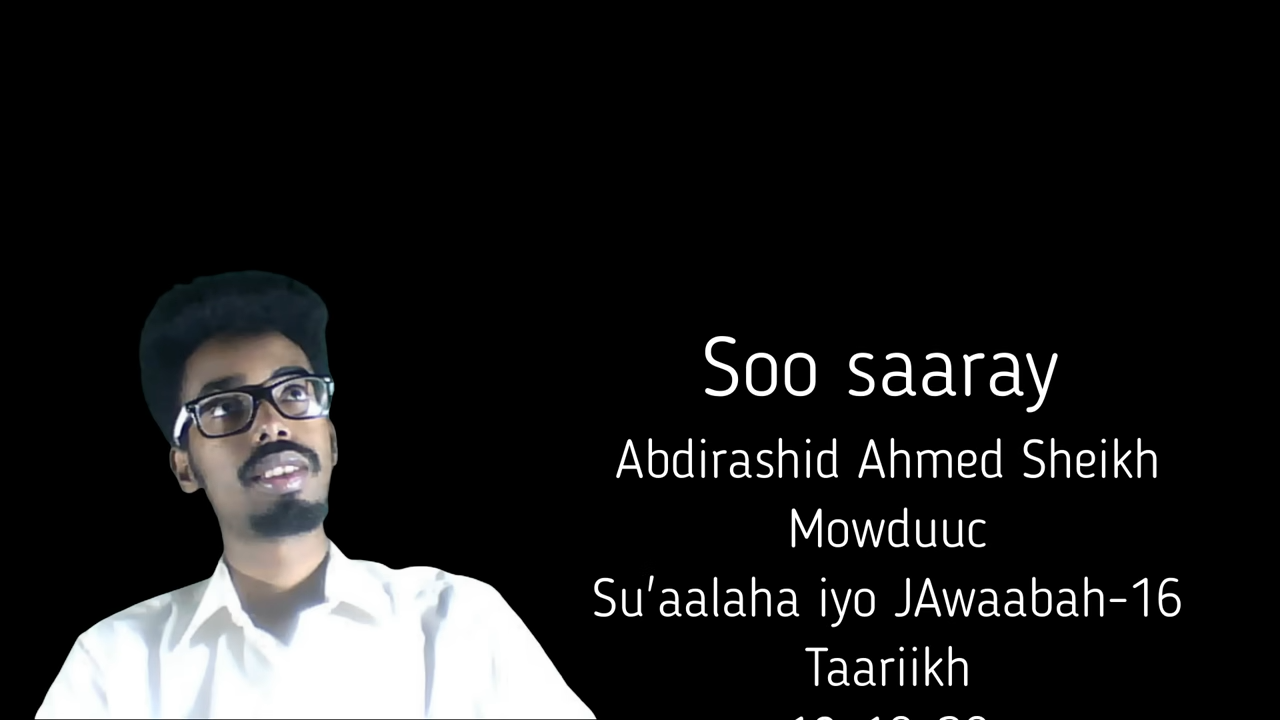 Soo saaray
Abdirashid Ahmed Sheikh
Mowduuc
Su'aalaha iyo JAwaabah-16
Taariikh